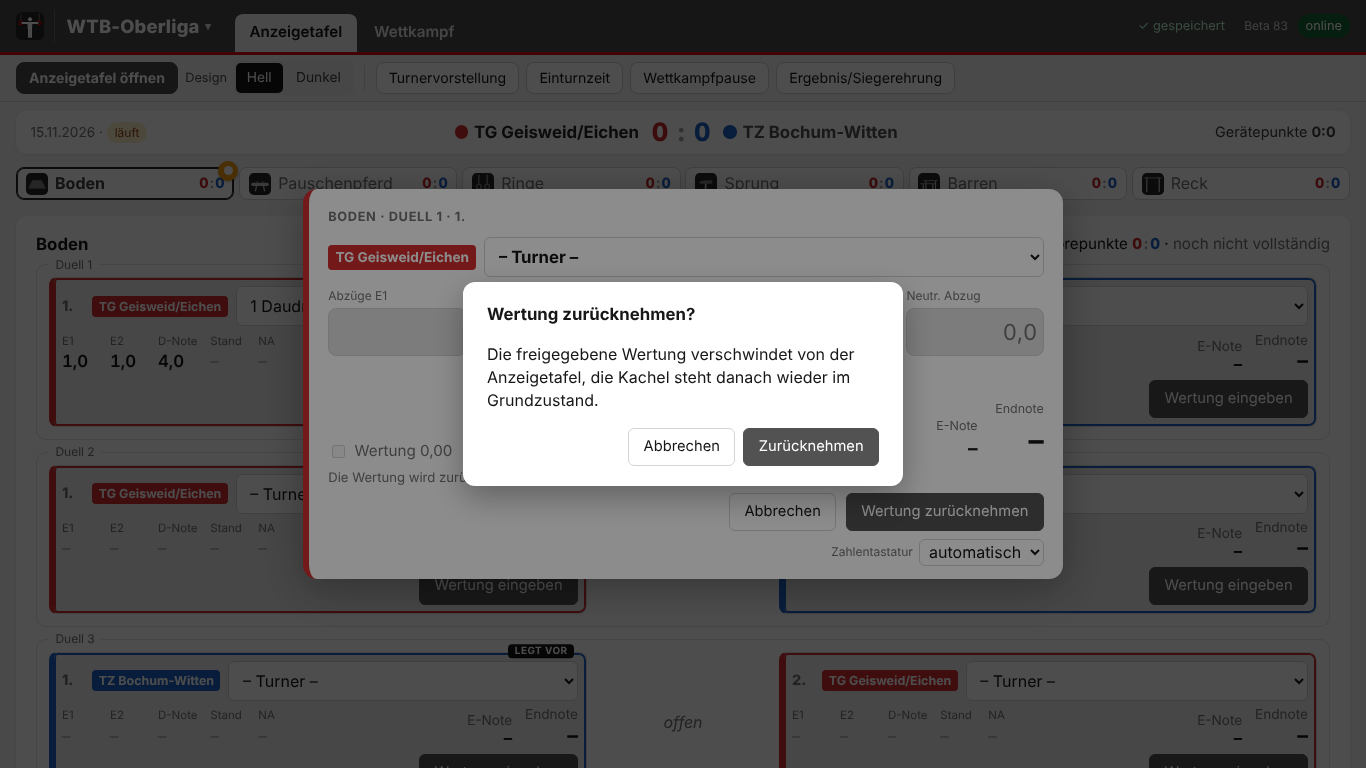 WTB-Oberliga ▾
Anzeigetafel
Wettkampf
✓ gespeichert
Beta 83
online
Anzeigetafel öffnen
Design
Hell
Dunkel
Turnervorstellung
Einturnzeit
Wettkampfpause
Ergebnis/Siegerehrung
15.11.2026 · läuft
TG Geisweid/Eichen 0 : 0 TZ Bochum-Witten
Gerätepunkte 0:0
Boden 0:0
Pauschenpferd 0:0
Ringe 0:0
Sprung 0:0
Barren 0:0
Reck 0:0
Boden
repunkte 0:0 · noch nicht vollständig
BODEN · DUELL 1 · 1.
TG Geisweid/Eichen
– Turner –
Abzüge E1
Neutr. Abzug
0,0
Wertung zurücknehmen?
Die freigegebene Wertung verschwindet von der
Anzeigetafel, die Kachel steht danach wieder im
Grundzustand.
Abbrechen
Zurücknehmen
Endnote
E-Note
–
–
Wertung 0,00
Die Wertung wird zurü
Abbrechen
Wertung zurücknehmen
Zahlentastatur
automatisch
Duell 1
1.
TG Geisweid/Eichen
1 Daudr
E1 E2 D-Note Stand NA
1,0 1,0 4,0 – –
E-Note Endnote
– –
Wertung eingeben
Duell 2
1.
TG Geisweid/Eichen
– Turne
E1 E2 D-Note Stand NA
– – – – –
Wertung eingeben
E-Note Endnote
– –
Wertung eingeben
Duell 3
LEGT VOR
1.
TZ Bochum-Witten
– Turner –
E1 E2 D-Note Stand NA
– – – – –
E-Note Endnote
– –
offen
2.
TG Geisweid/Eichen
– Turner –
E1 E2 D-Note Stand NA
– – – – –
E-Note Endnote
– –